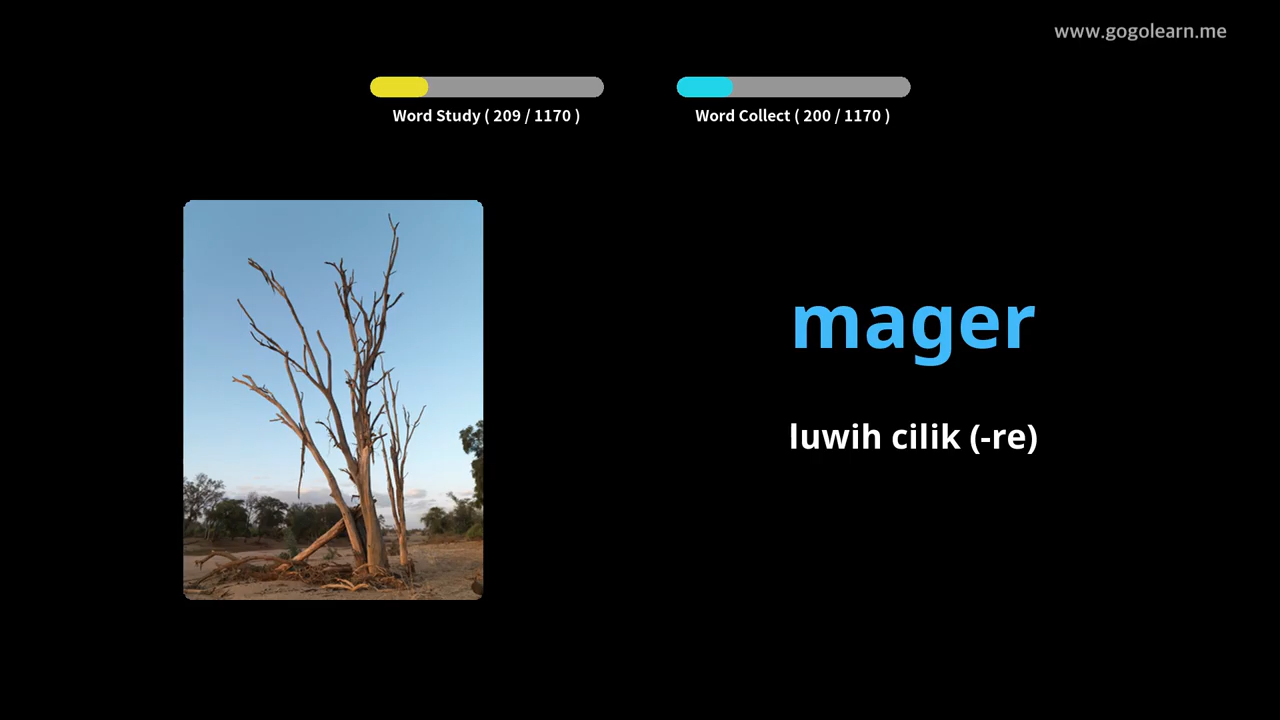 www.gogolearn.me
Word Study ( 209 / 1170 )
Word Collect ( 200 / 1170 )
mager
luwih cilik (-re)